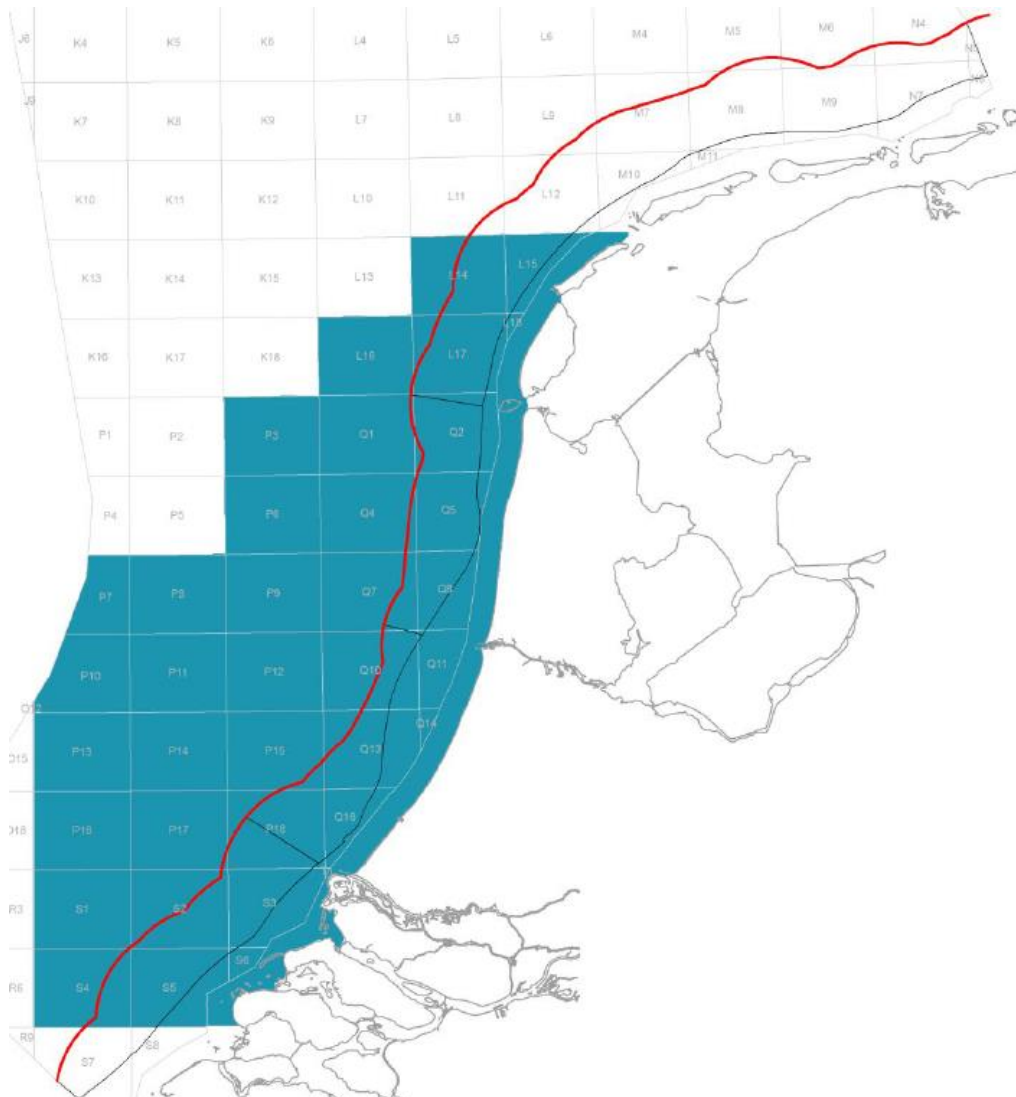 J6 K4 K5 K6 L4 L5 L6 M4 M5 M6 N4
N5
J9 K7 K8 K9 L7 L8 L9 M7 M8 M9 N7 N8
K10 K11 K12 L10 L11 L12 M10 M11
K13 K14 L13 L14 L15
K16 K17 K18 L16 L17 L18
P1 P2 P3 Q1 Q2
P4 P5 P6 Q4 Q5
P7 P8 P9 Q7 Q8
P10 P11 P12 Q10 Q11
O12 Q14
O15 P13 P14 P15 Q13
O18 P16 P17 P18 Q16
R3 S1 S2 S3
S6
R6 S4 S5
R9 S7 S8